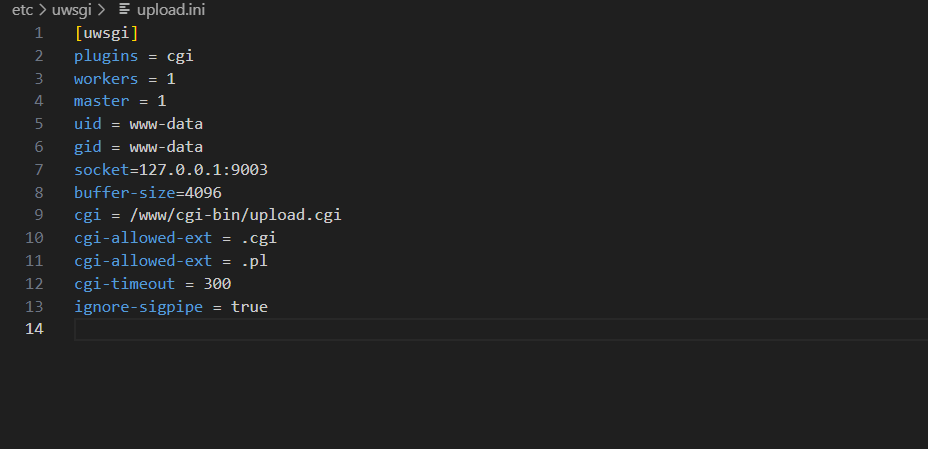 etc > uwsgi > upload.ini
1 [uwsgi]
2 plugins = cgi
3 workers = 1
4 master = 1
5 uid = www-data
6 gid = www-data
7 socket=127.0.0.1:9003
8 buffer-size=4096
9 cgi = /www/cgi-bin/upload.cgi
10 cgi-allowed-ext = .cgi
11 cgi-allowed-ext = .pl
12 cgi-timeout = 300
13 ignore-sigpipe = true
14